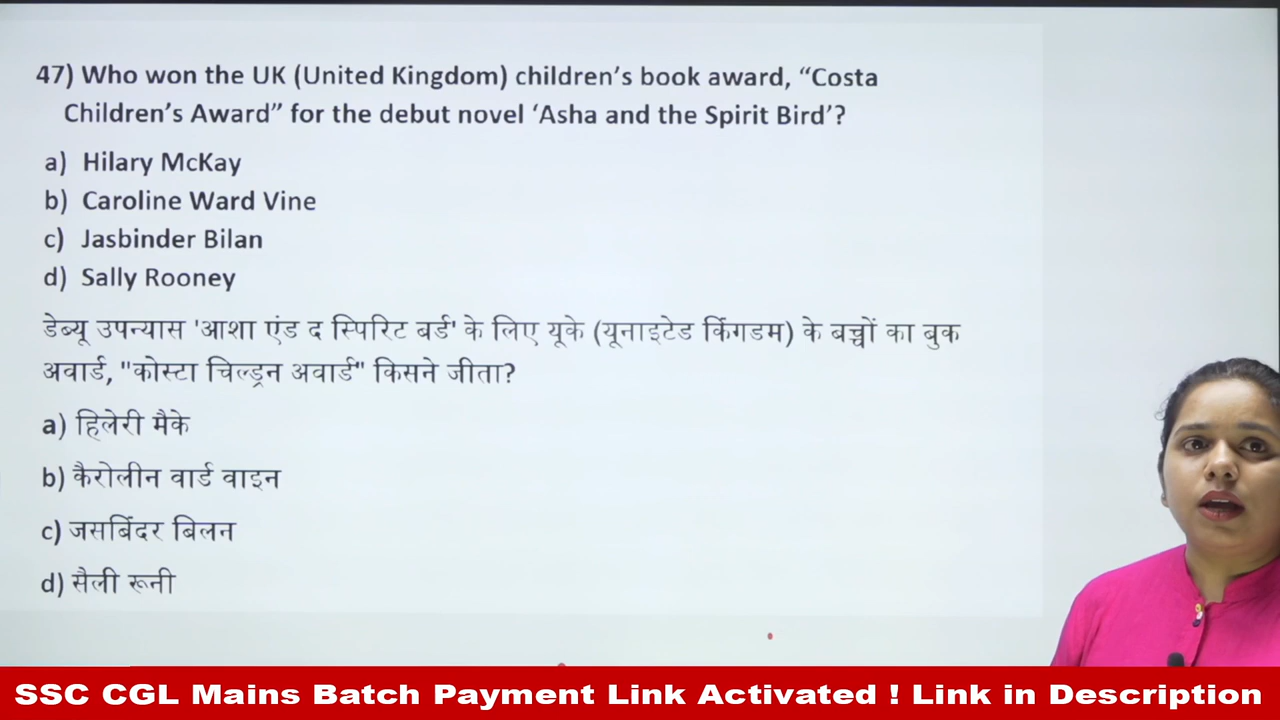 47) Who won the UK (United Kingdom) children's book award, “Costa
Children's Award” for the debut novel ‘Asha and the Spirit Bird’?
a) Hilary McKay
b) Caroline Ward Vine
c) Jasbinder Bilan
d) Sally Rooney
डेब्यू उपन्यास 'आशा एंड द स्पिरिट बर्ड' के लिए यूके (यूनाइटेड किंगडम) के बच्चों का बुक
अवार्ड, "कोस्टा चिल्ड्रन अवार्ड" किसने जीता?
a) हिलेरी मैके
b) कैरोलीन वार्ड वाइन
c) जसबिंदर बिलन
d) सैली रूनी
SSC CGL Mains Batch Payment Link Activated ! Link in Description